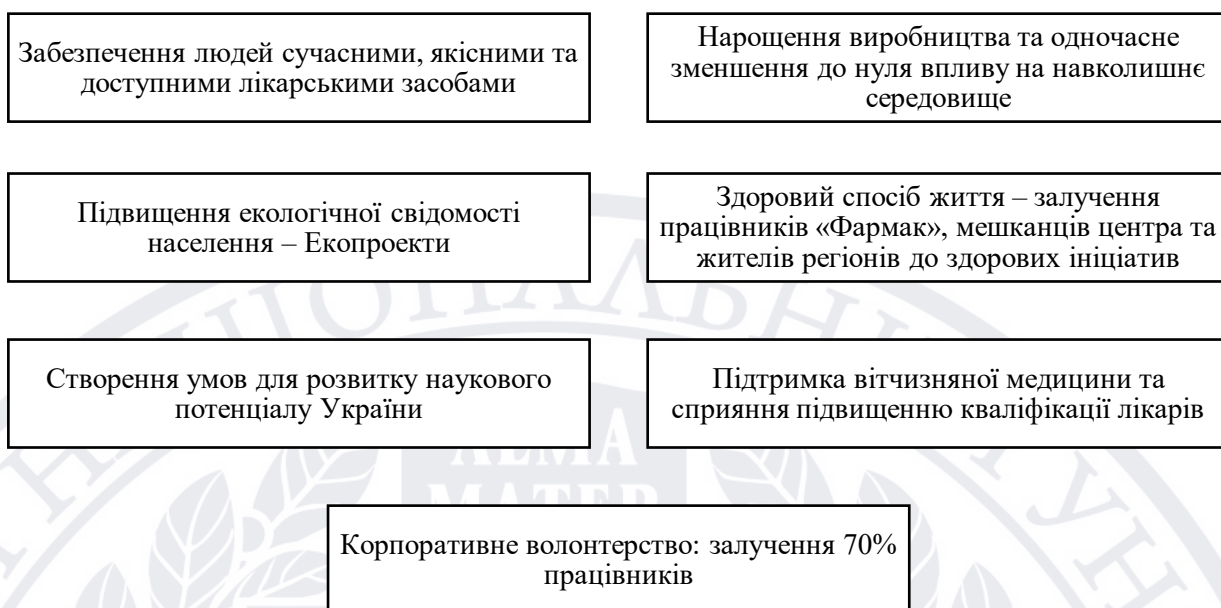 Забезпечення людей сучасними, якісними та
доступними лікарськими засобами
Нарощення виробництва та одночасне
зменшення до нуля впливу на навколишнє
середовище
Підвищення екологічної свідомості
населення – Екопроекти
Здоровий спосіб життя – залучення
працівників «Фармак», мешканців центра та
жителів регіонів до здорових ініціатив
Створення умов для розвитку наукового
потенціалу України
Підтримка вітчизняної медицини та
сприяння підвищенню кваліфікації лікарів
ALMA
MATER
Корпоративне волонтерство: залучення 70%
працівників